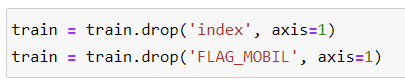 train = train.drop('index', axis=1)
train = train.drop('FLAG_MOBIL', axis=1)